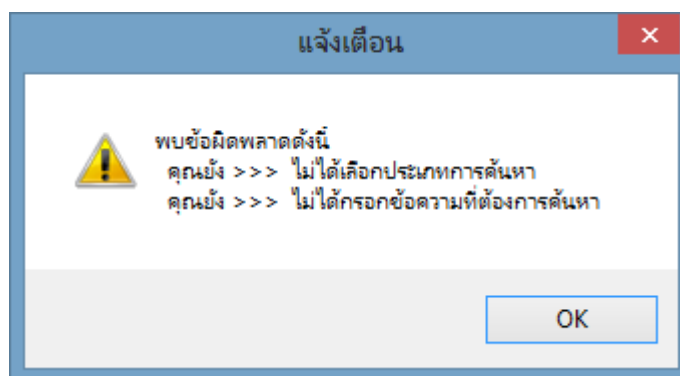 แจ้งเตือน
พบข้อผิดพลาดดังนี้
คุณยัง >>> ไม่ได้เลือกประเภทการค้นหา
คุณยัง >>> ไม่ได้กรอกข้อความที่ต้องการค้นหา
OK